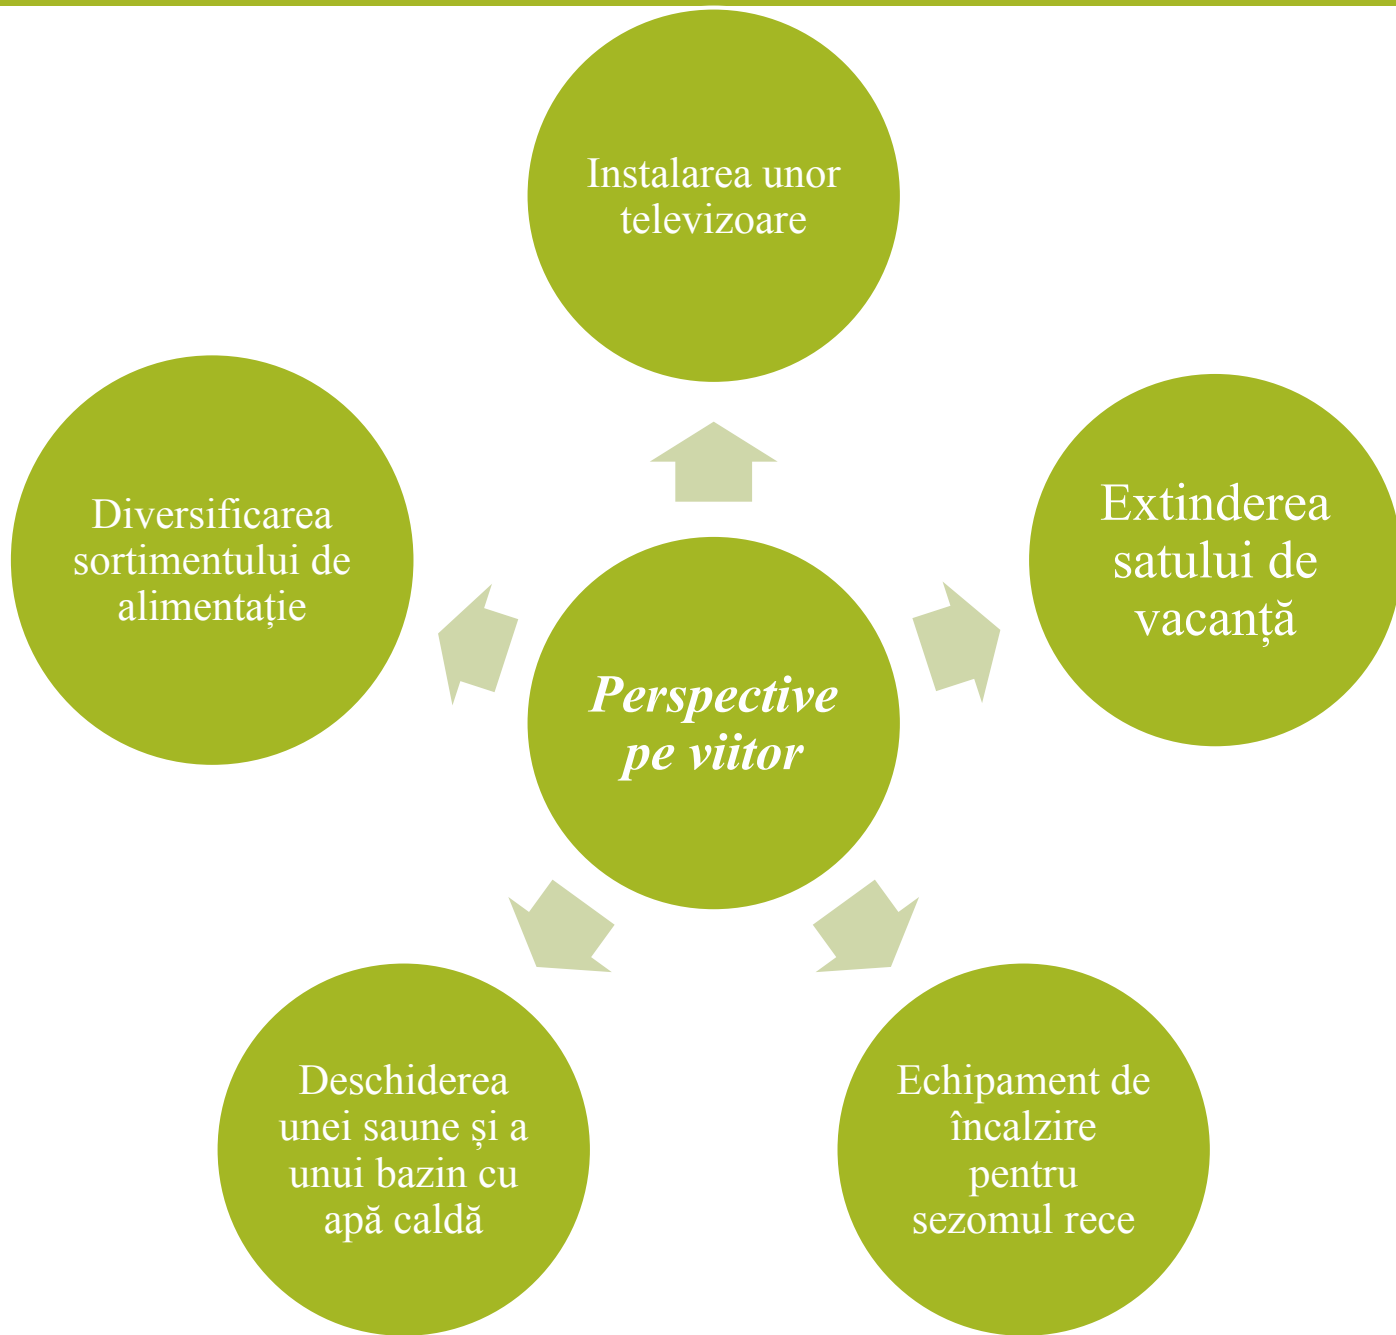 Instalarea unor
televizoare
Extinderea
satului de
vacanță
Diversificarea
sortimentului de
alimentație
Perspective
pe viitor
Deschiderea
unei saune și a
unui bazin cu
apă caldă
Echipament de
încalzire
pentru
sezomul rece